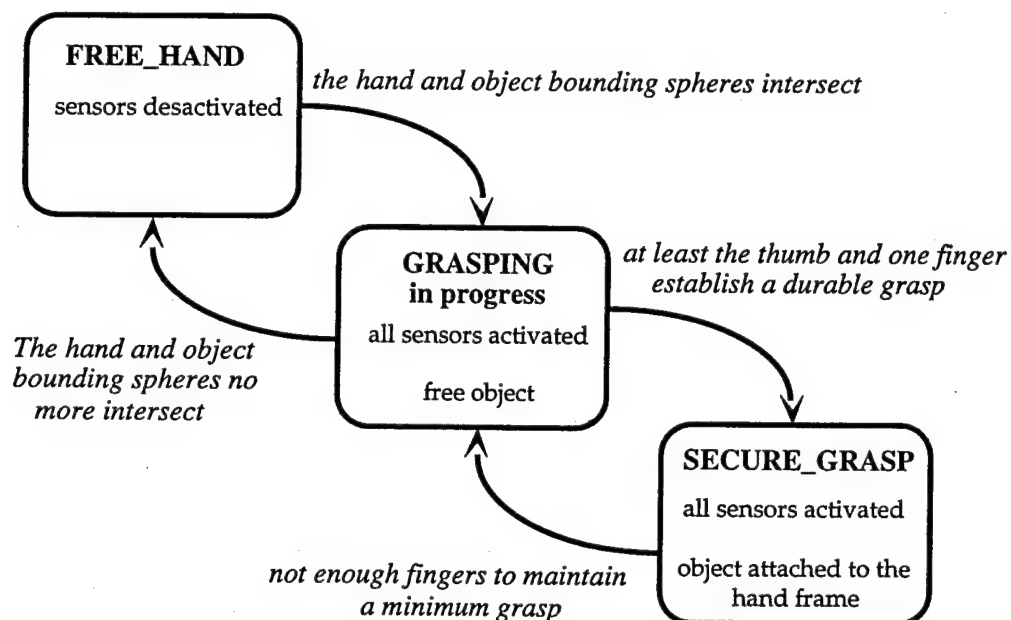 FREE_HAND
sensors desactivated
the hand and object bounding spheres intersect
GRASPING
in progress
all sensors activated
free object
at least the thumb and one finger
establish a durable grasp
The hand and object
bounding spheres no
more intersect
SECURE_GRASP
all sensors activated
object attached to the
hand frame
not enough fingers to maintain
a minimum grasp